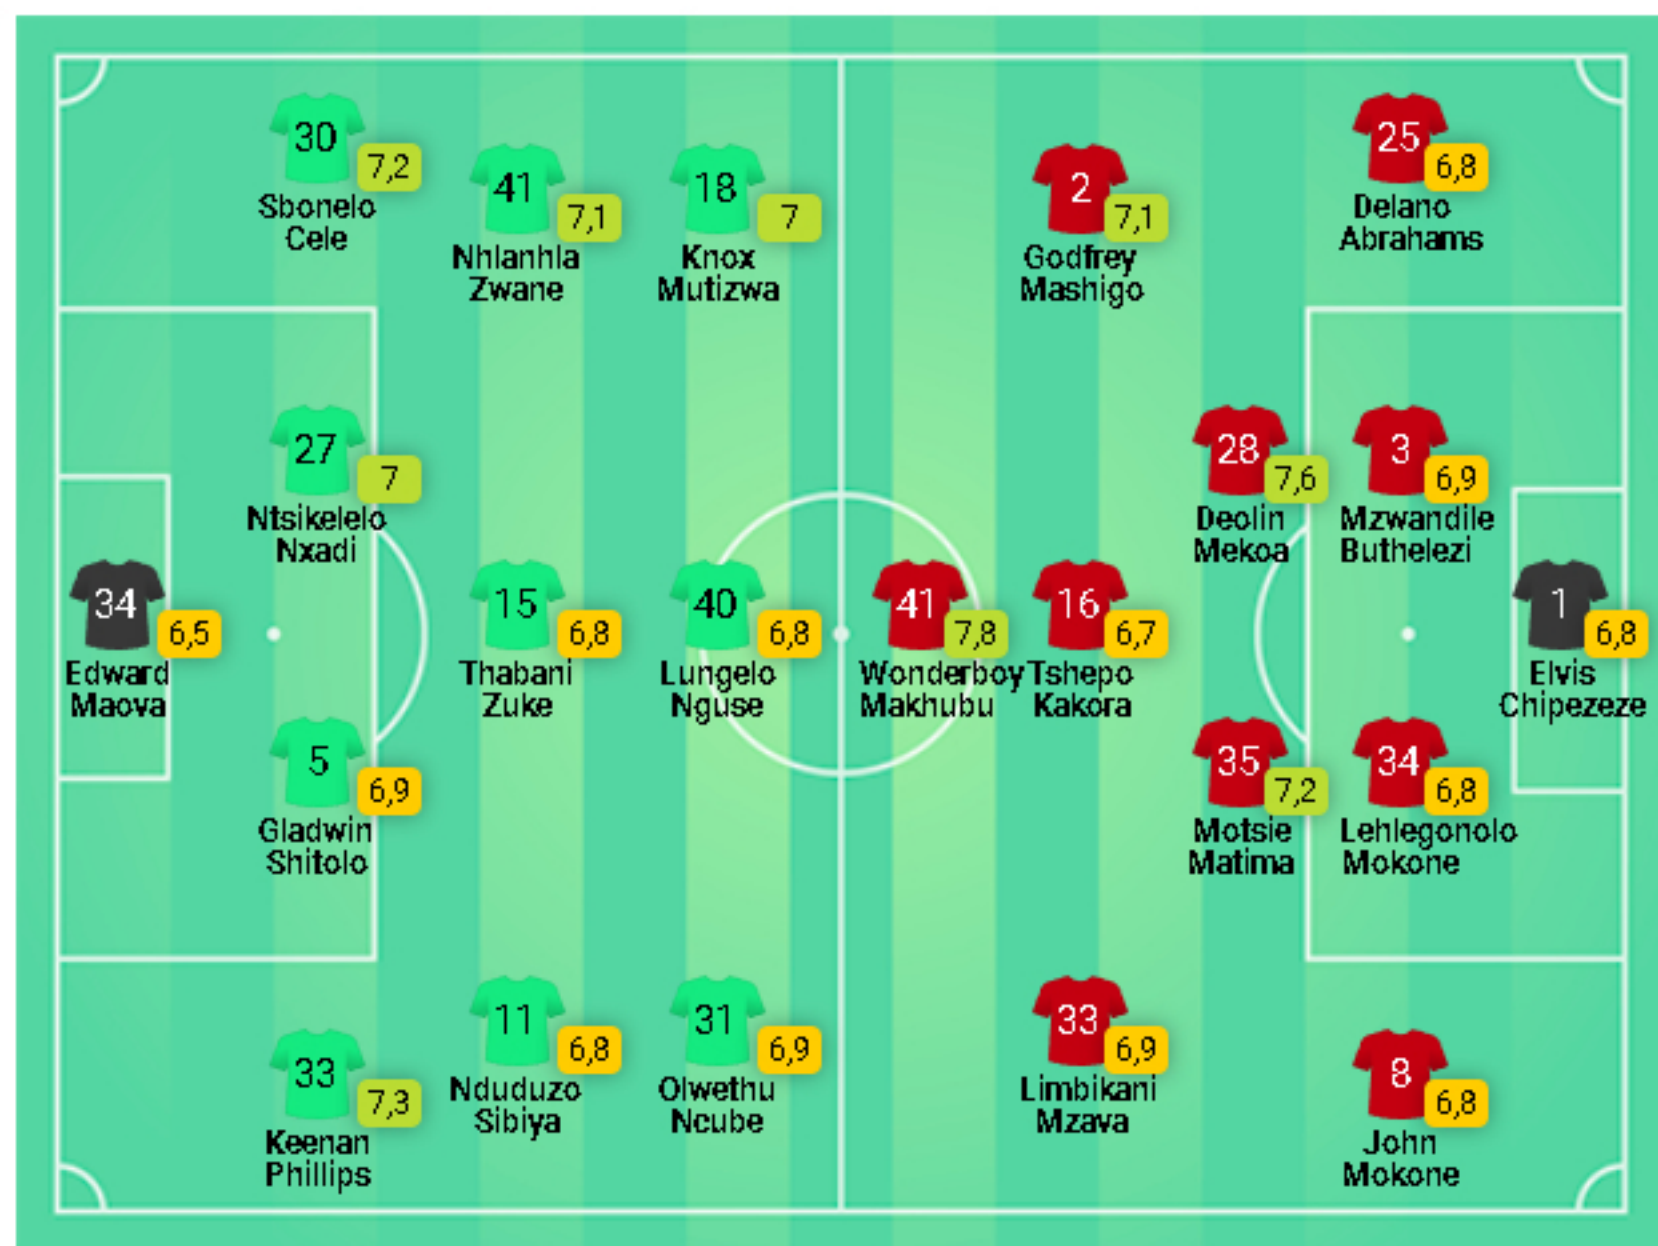 30
7,2
Sbonelo
Cele
41
7,1
Nhlanhla
Zwane
18
7
Knox
Mutizwa
2
7,1
Godfrey
Mashigo
25
6,8
Delano
Abrahams
27
7
Ntsikelelo
Nxadi
28
7,6
Deolin
Mekoa
3
6,9
Mzwandile
Buthelezi
34
6,5
Edward
Maova
15
6,8
Thabani
Zuke
40
6,8
Lungelo
Nguse
41
7,8
Wonderboy
Makhubu
16
6,7
Tshepo
Kakora
1
6,8
Elvis
Chipezeze
5
6,9
Gladwin
Shitolo
35
7,2
Motsie
Matima
34
6,8
Lehlegonolo
Mokone
33
7,3
Keenan
Phillips
11
6,8
Nduduzo
Sibiya
31
6,9
Olwethu
Ncube
33
6,9
Limbikani
Mzava
8
6,8
John
Mokone